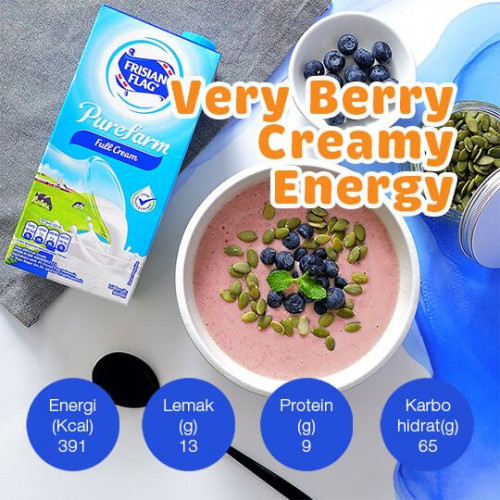 FRISIAN
FLAG
Purefarm
Full Cream
Very Berry
Creamy
Energy
Energi
(Kcal)
391
Lemak
(g)
13
Protein
(g)
9
Karbo
hidrat(g)
65